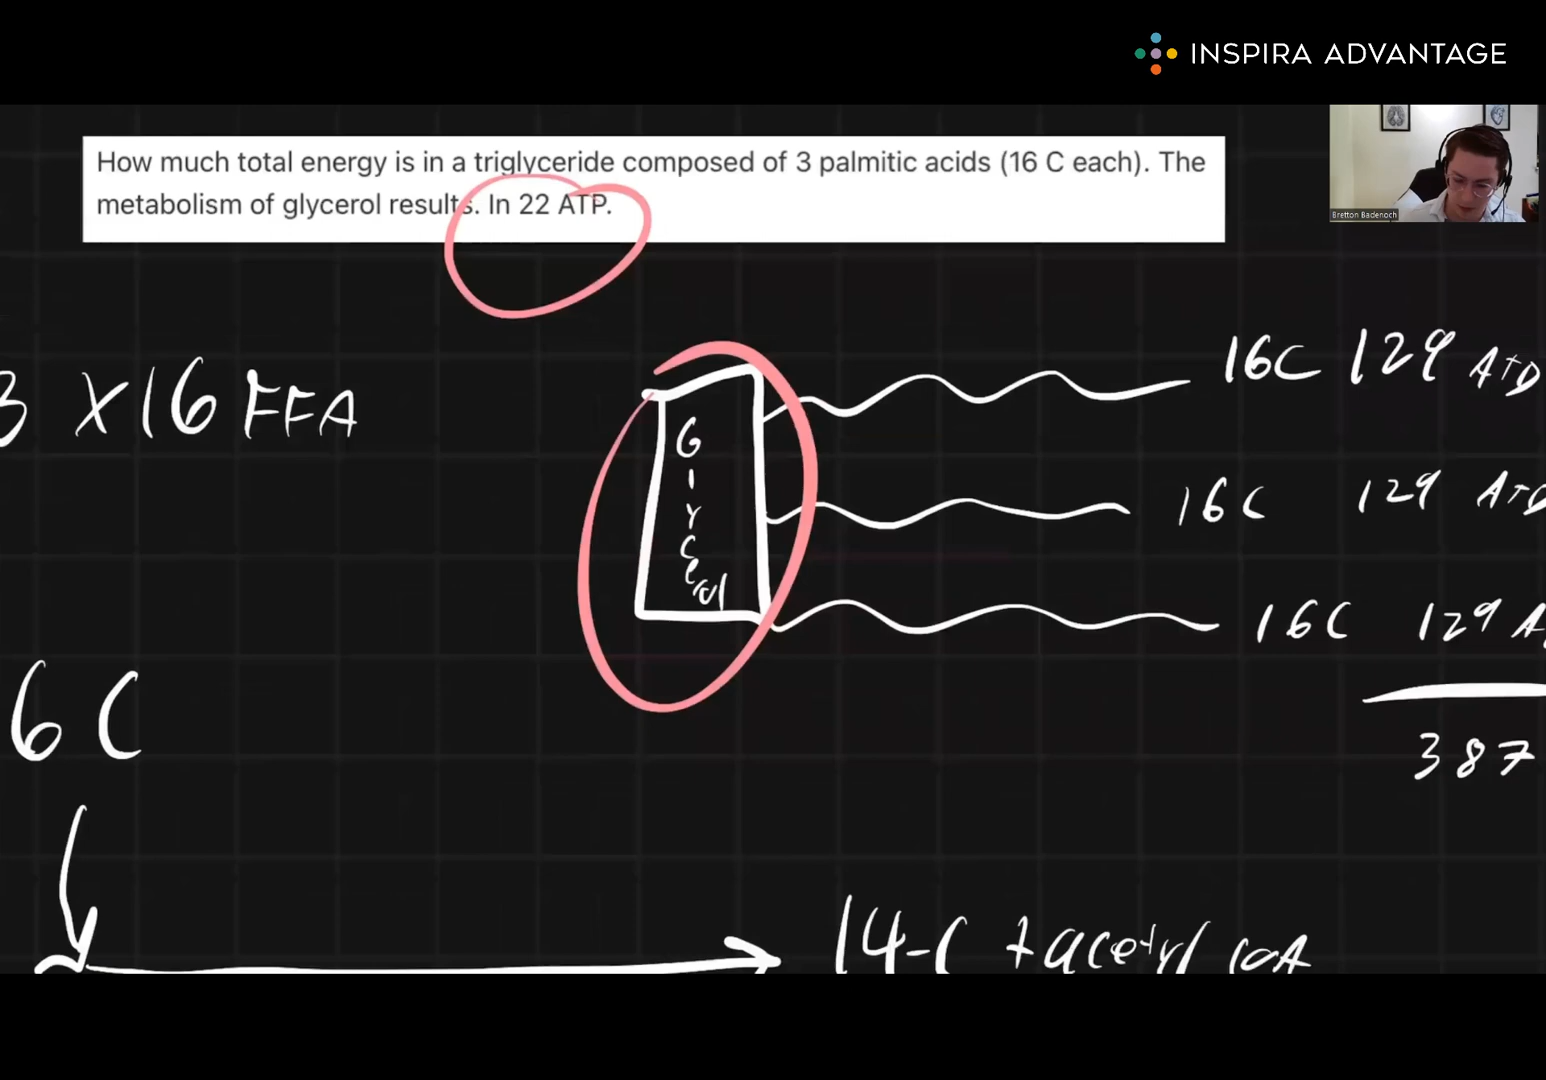 INSPIRA ADVANTAGE
How much total energy is in a triglyceride composed of 3 palmitic acids (16 C each). The
metabolism of glycerol results. In 22 ATP.
Bretton Badenoch
3 X16 FFA
Glycerol
16C 129 ATP
16C 129 ATP
16C 129 A
387
6 C
14-C + acetyl COA